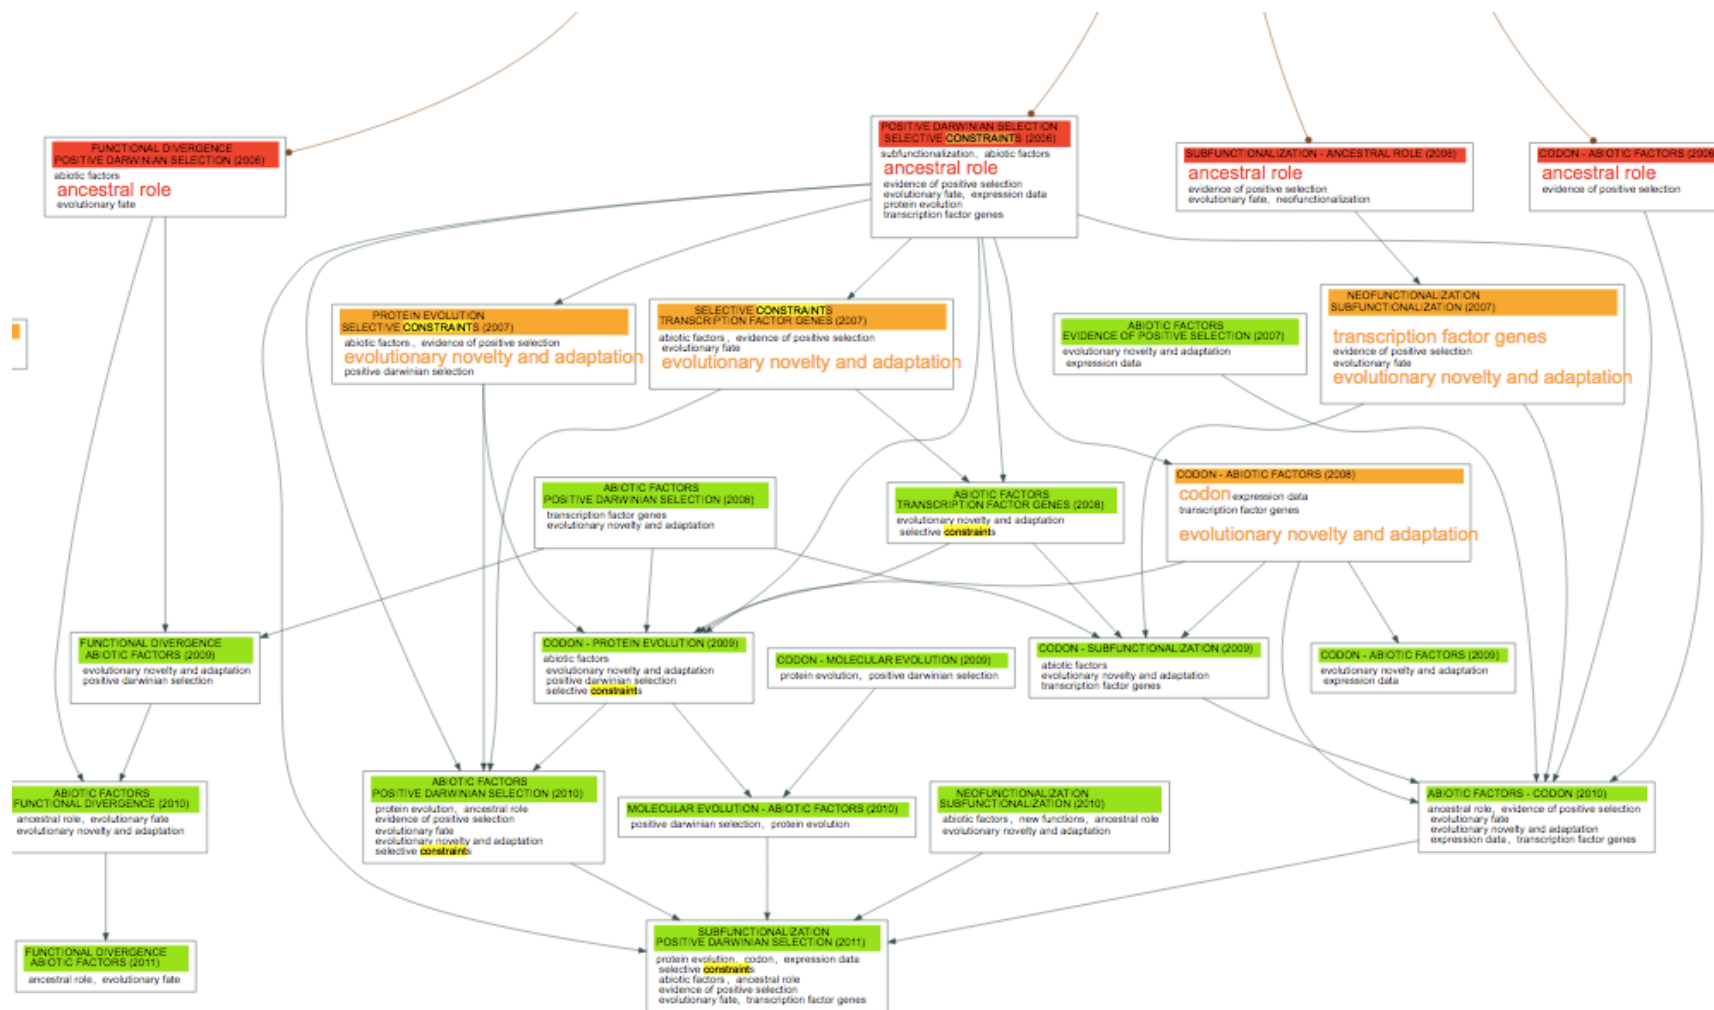 FUNCTIONAL DIVERGENCE
POSITIVE DARWINIAN SELECTION (2006)
abiotic factors
ancestral role
evolutionary fate
POSITIVE DARWINIAN SELECTION
SELECTIVE CONSTRAINTS (2006)
subfunctionalization, abiotic factors
ancestral role
evidence of positive selection
evolutionary fate, expression data
protein evolution
transcription factor genes
SUBFUNCTIONALIZATION - ANCESTRAL ROLE (2006)
ancestral role
evidence of positive selection
evolutionary fate, neofunctionalization
CODON - ABIOTIC FACTORS (2006
ancestral role
evidence of positive selection
PROTEIN EVOLUTION
SELECTIVE CONSTRAINTS (2007)
abiotic factors, evidence of positive selection
evolutionary novelty and adaptation
positive darwinian selection
SELECTIVE CONSTRAINTS
TRANSCRIPTION FACTOR GENES (2007)
abiotic factors, evidence of positive selection
evolutionary fate
evolutionary novelty and adaptation
ABIOTIC FACTORS
EVIDENCE OF POSITIVE SELECTION (2007)
evolutionary novelty and adaptation
expression data
NEOFUNCTIONALIZATION
SUBFUNCTIONALIZATION (2007)
transcription factor genes
evidence of positive selection
evolutionary fate
evolutionary novelty and adaptation
ABIOTIC FACTORS
POSITIVE DARWINIAN SELECTION (2008)
transcription factor genes
evolutionary novelty and adaptation
ABIOTIC FACTORS
TRANSCRIPTION FACTOR GENES (2008)
evolutionary novelty and adaptation
selective constraints
CODON - ABIOTIC FACTORS (2008)
codon expression data
transcription factor genes
evolutionary novelty and adaptation
FUNCTIONAL DIVERGENCE
ABIOTIC FACTORS (2009)
evolutionary novelty and adaptation
positive darwinian selection
CODON - PROTEIN EVOLUTION (2009)
abiotic factors
evolutionary novelty and adaptation
positive darwinian selection
selective constraints
CODON - MOLECULAR EVOLUTION (2009)
protein evolution, positive darwinian selection
CODON - SUBFUNCTIONALIZATION (2009)
abiotic factors
evolutionary novelty and adaptation
transcription factor genes
CODON - ABIOTIC FACTORS (2009)
evolutionary novelty and adaptation
expression data
ABIOTIC FACTORS
FUNCTIONAL DIVERGENCE (2010)
ancestral role, evolutionary fate
evolutionary novelty and adaptation
ABIOTIC FACTORS
POSITIVE DARWINIAN SELECTION (2010)
protein evolution, ancestral role
evidence of positive selection
evolutionary fate
evolutionary novelty and adaptation
selective constraints
MOLECULAR EVOLUTION - ABIOTIC FACTORS (2010)
positive darwinian selection, protein evolution
NEOFUNCTIONALIZATION
SUBFUNCTIONALIZATION (2010)
abiotic factors, new functions, ancestral role
evolutionary novelty and adaptation
ABIOTIC FACTORS - CODON (2010)
ancestral role, evidence of positive selection
evolutionary fate
evolutionary novelty and adaptation
expression data, transcription factor genes
FUNCTIONAL DIVERGENCE
ABIOTIC FACTORS (2011)
ancestral role, evolutionary fate
SUBFUNCTIONALIZATION
POSITIVE DARWINIAN SELECTION (2011)
protein evolution, codon, expression data
selective constraints
abiotic factors, ancestral role
evidence of positive selection
evolutionary fate, transcription factor genes